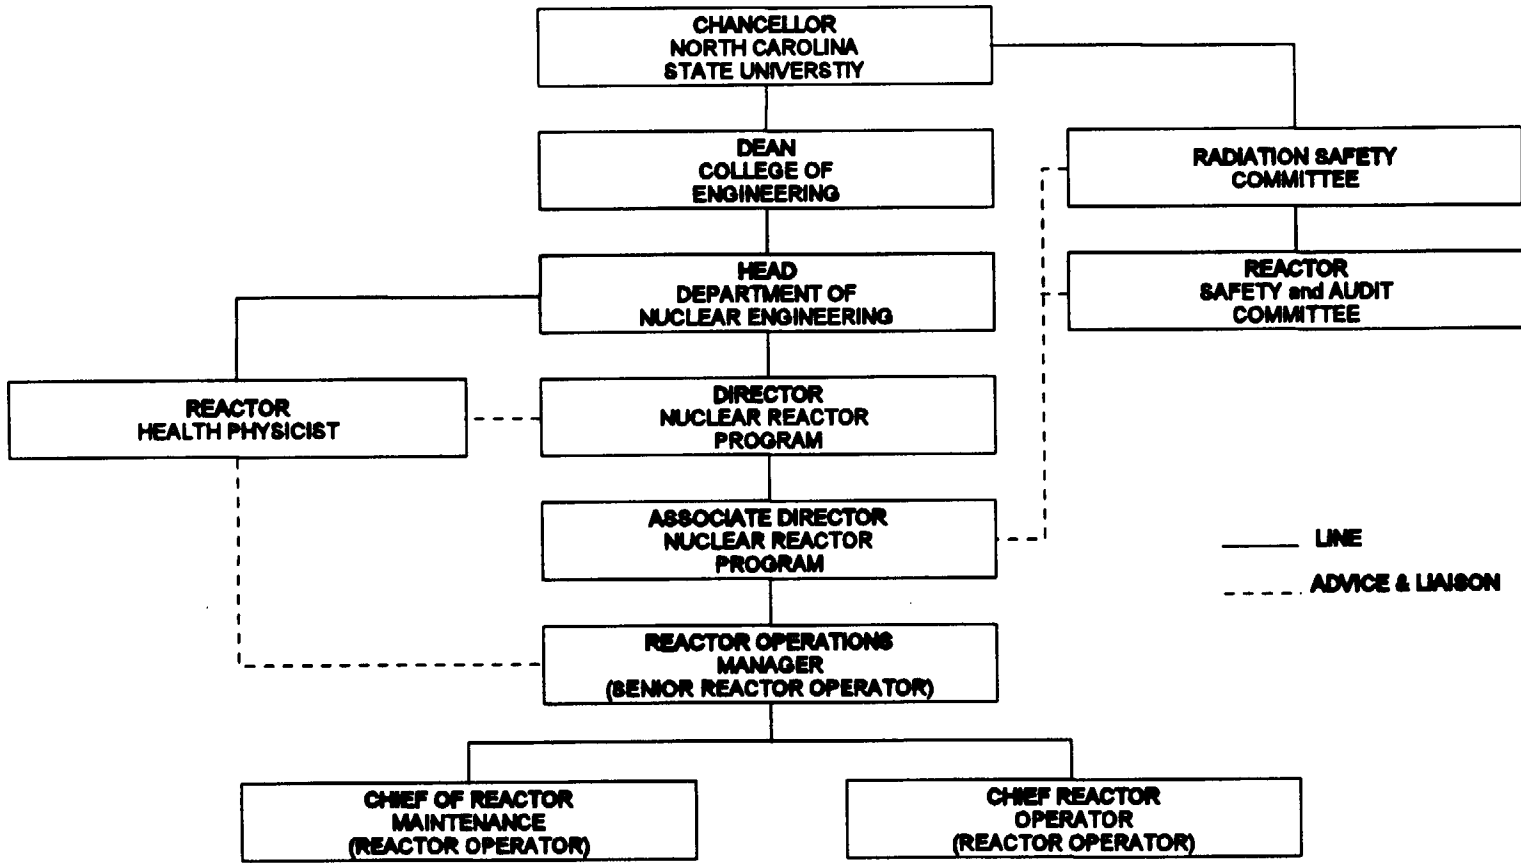 CHANCELLOR
NORTH CAROLINA
STATE UNIVERSTIY
DEAN
COLLEGE OF
ENGINEERING
RADIATION SAFETY
COMMITTEE
HEAD
DEPARTMENT OF
NUCLEAR ENGINEERING
REACTOR
SAFETY and AUDIT
COMMITTEE
REACTOR
HEALTH PHYSICIST
DIRECTOR
NUCLEAR REACTOR
PROGRAM
ASSOCIATE DIRECTOR
NUCLEAR REACTOR
PROGRAM
LINE
ADVICE & LIAISON
REACTOR OPERATIONS
MANAGER
(SENIOR REACTOR OPERATOR)
CHIEF OF REACTOR
MAINTENANCE
(REACTOR OPERATOR)
CHIEF REACTOR
OPERATOR
(REACTOR OPERATOR)